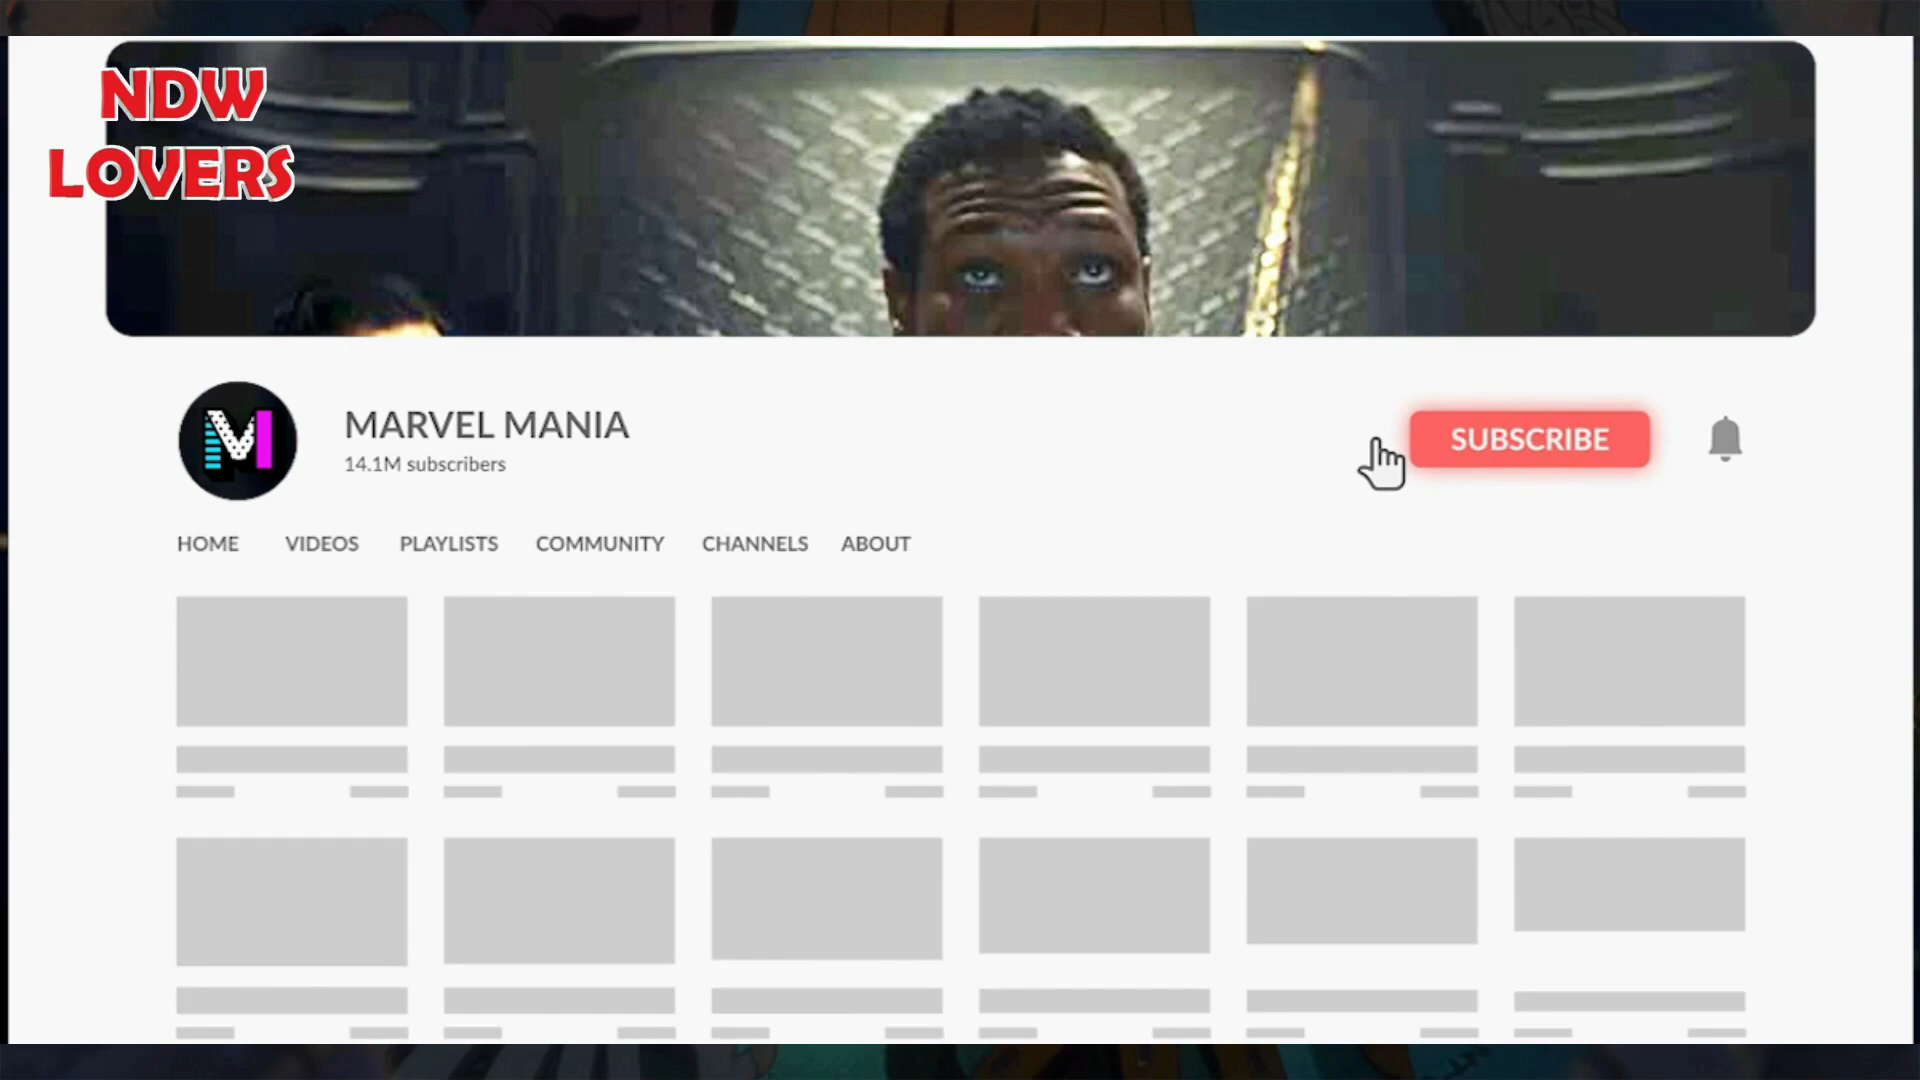 NDW
LOVERS
M
MARVEL MANIA
14.1M subscribers
SUBSCRIBE
HOME VIDEOS PLAYLISTS COMMUNITY CHANNELS ABOUT